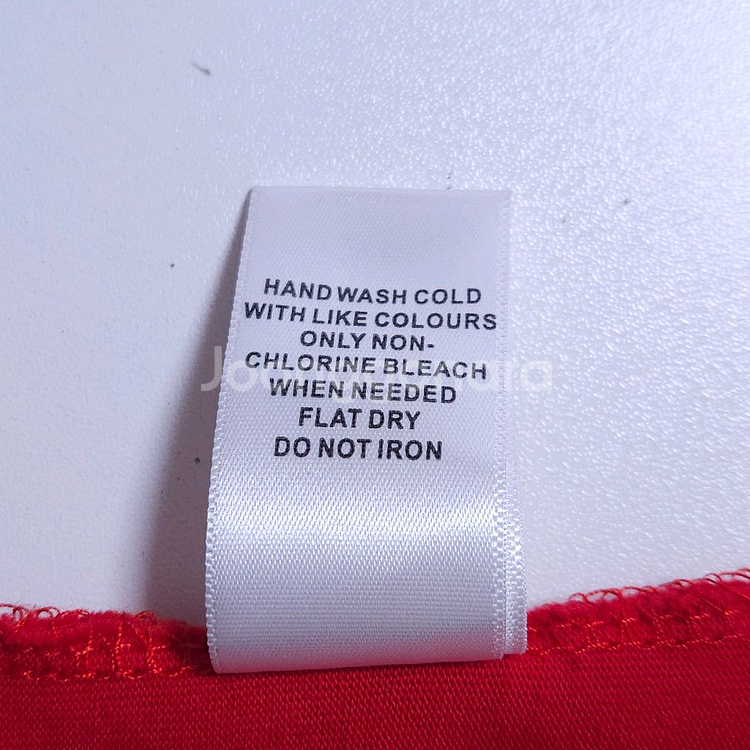 HAND WASH COLD
WITH LIKE COLOURS
ONLY NON-
CHLORINE BLEACH
WHEN NEEDED
FLAT DRY
DO NOT IRON